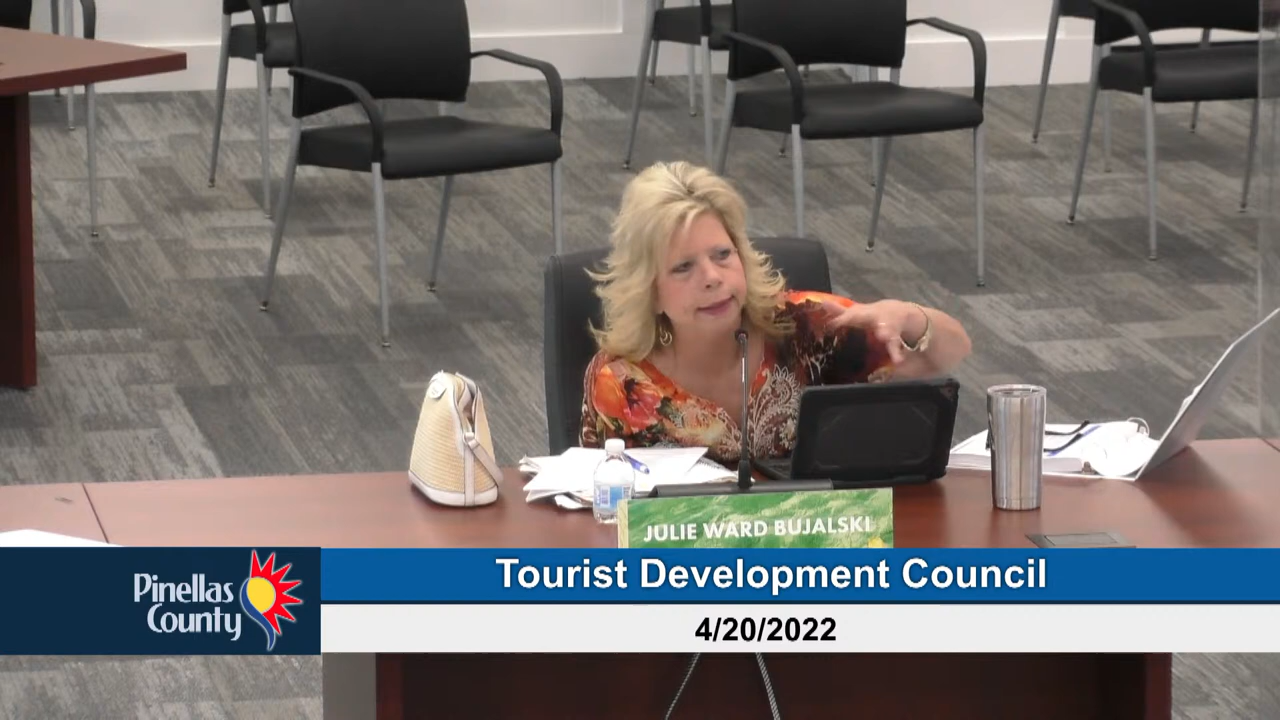 JULIE WARD BUJALSKI
Pinellas
County
Tourist Development Council
4/20/2022